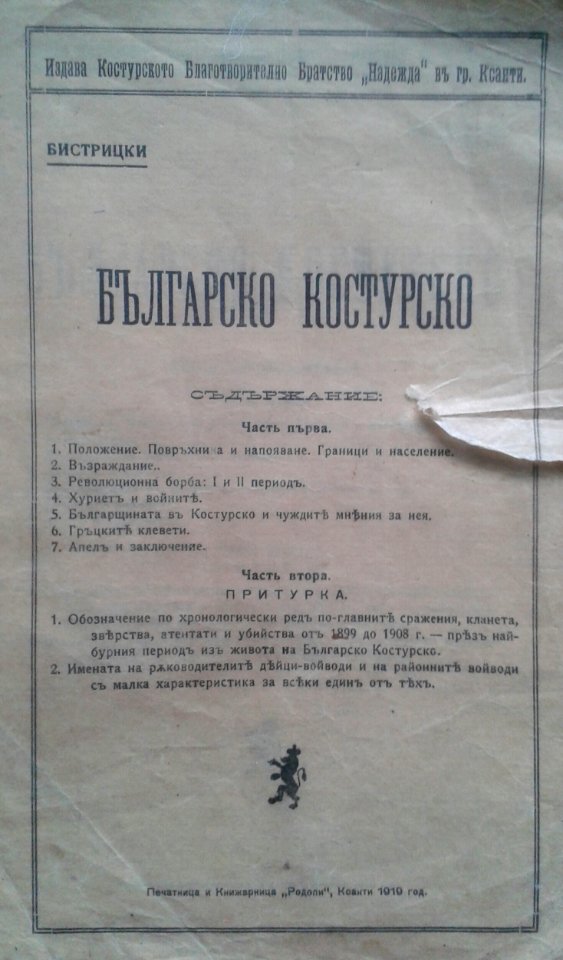 Издава Костурското Благотворително Братство „Надежда“ въ гр. Ксанти.
БИСТРИЦКИ
БЪЛГАРСКО КОСТУРСКО
СЪДЪРЖАНИЕ:
Часть първа.
1. Положение. Повръхни а и напояване. Граници и население.
2. Възраждание..
3. Революционна борба: I и II периодъ.
4. Хуриетъ и войнитѣ.
5. Българщината въ Костурско и чуждитѣ мнѣния за нея.
6. Гръцкитѣ клевети.
7. Апелъ и заключение.
Часть втора.
ПРИТУРКА.
1. Обозначение по хронологически редъ по-главнитѣ сражения, кланета,
звѣрства, атентати и убийства отъ 1899 до 1908 г. — прѣзъ най-
бурния периодъ изъ живота на Българско Костурско.
2. Имената на рѫководителитѣ дѣйци-войводи и на районнитѣ войводи
съ малка характеристика за всѣки единъ отъ тѣхъ.
Печатница и Книжарница „Родопи“, Ксанти 1919 год.